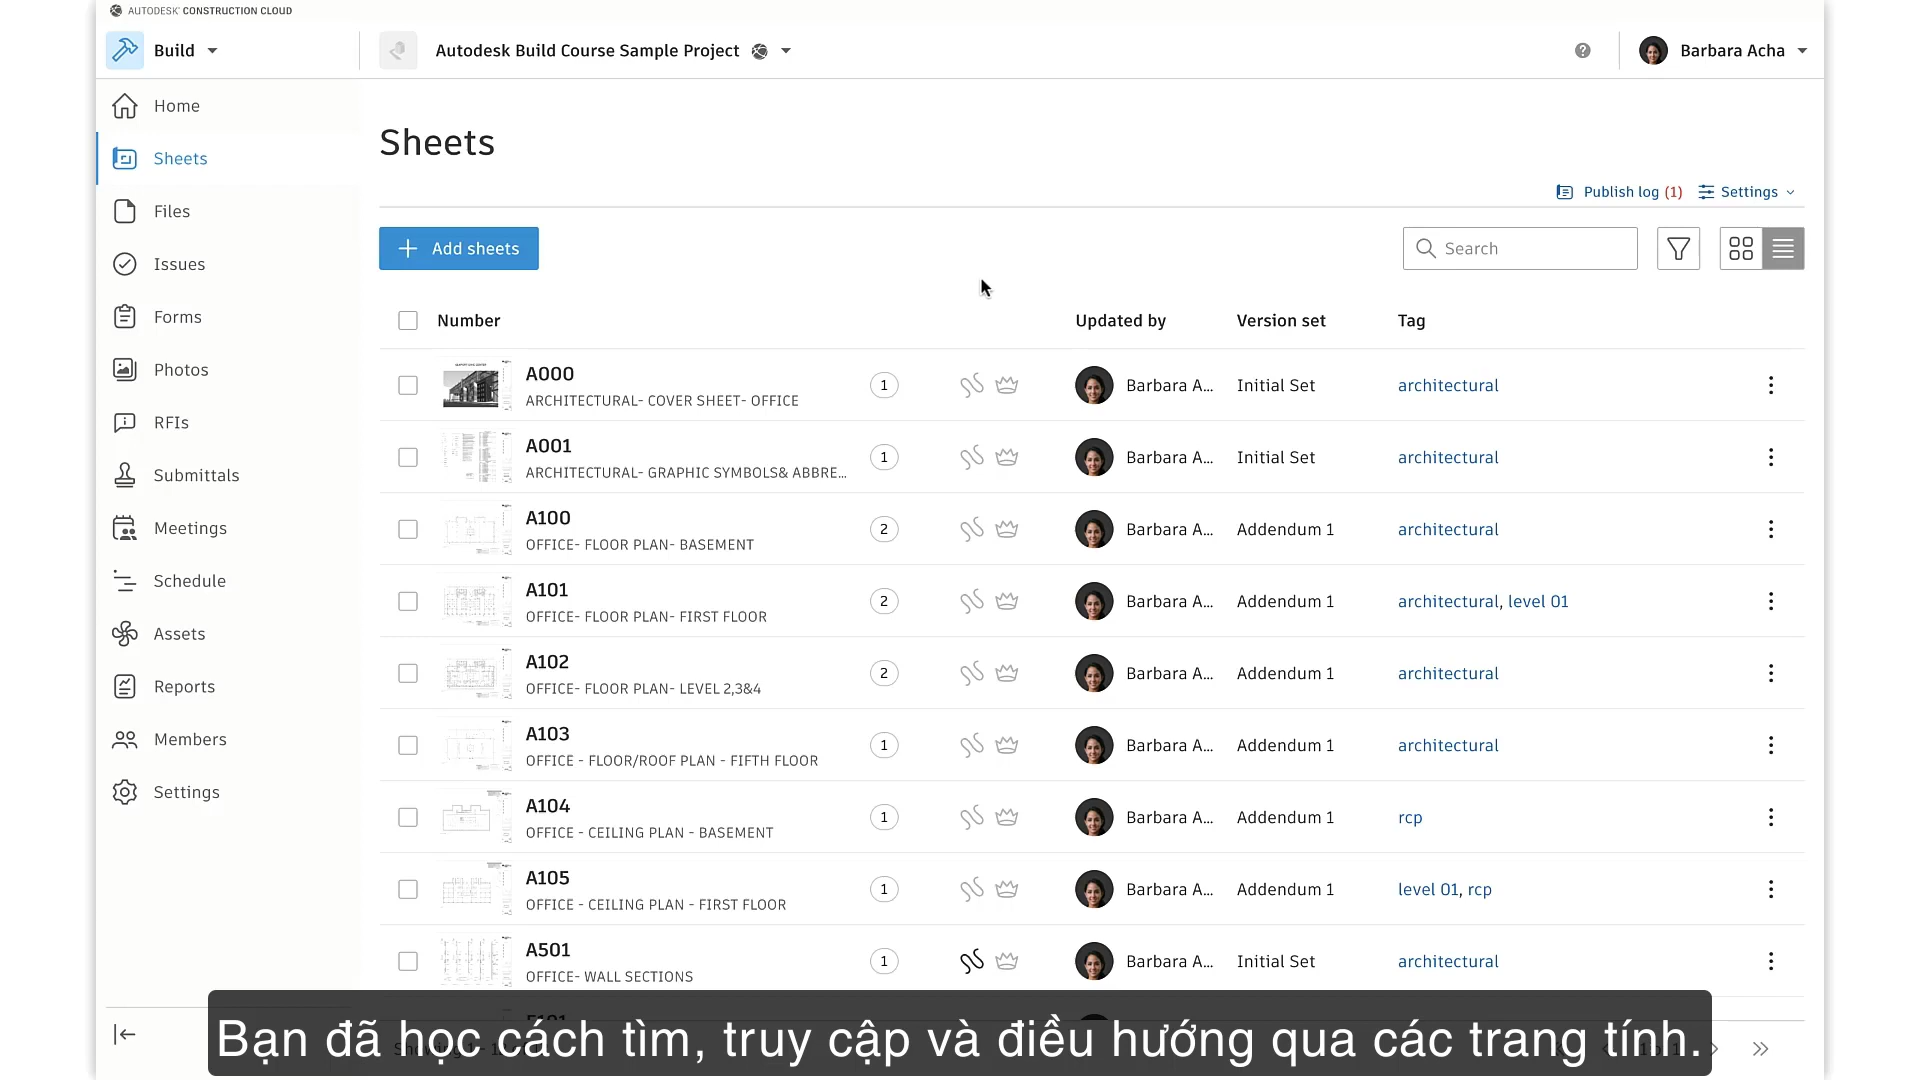 AUTODESK CONSTRUCTION CLOUD
Build
Autodesk Build Course Sample Project
Barbara Acha
Home
Sheets
Files
Issues
Forms
Photos
RFIs
Submittals
Meetings
Schedule
Assets
Reports
Members
Settings
Sheets
Publish log (1)
Settings
Add sheets
Search
Number
Updated by
Version set
Tag
A000
ARCHITECTURAL- COVER SHEET- OFFICE
1
Barbara A...
Initial Set
architectural
A001
ARCHITECTURAL- GRAPHIC SYMBOLS& ABBRE...
1
Barbara A...
Initial Set
architectural
A100
OFFICE- FLOOR PLAN- BASEMENT
2
Barbara A...
Addendum 1
architectural
A101
OFFICE- FLOOR PLAN- FIRST FLOOR
2
Barbara A...
Addendum 1
architectural, level 01
A102
OFFICE- FLOOR PLAN- LEVEL 2,3&4
2
Barbara A...
Addendum 1
architectural
A103
OFFICE - FLOOR/ROOF PLAN - FIFTH FLOOR
1
Barbara A...
Addendum 1
architectural
A104
OFFICE - CEILING PLAN - BASEMENT
1
Barbara A...
Addendum 1
rcp
A105
OFFICE - CEILING PLAN - FIRST FLOOR
1
Barbara A...
Addendum 1
level 01, rcp
A501
OFFICE- WALL SECTIONS
1
Barbara A...
Initial Set
architectural
Bạn đã học cách tìm, truy cập và điều hướng qua các trang tính.